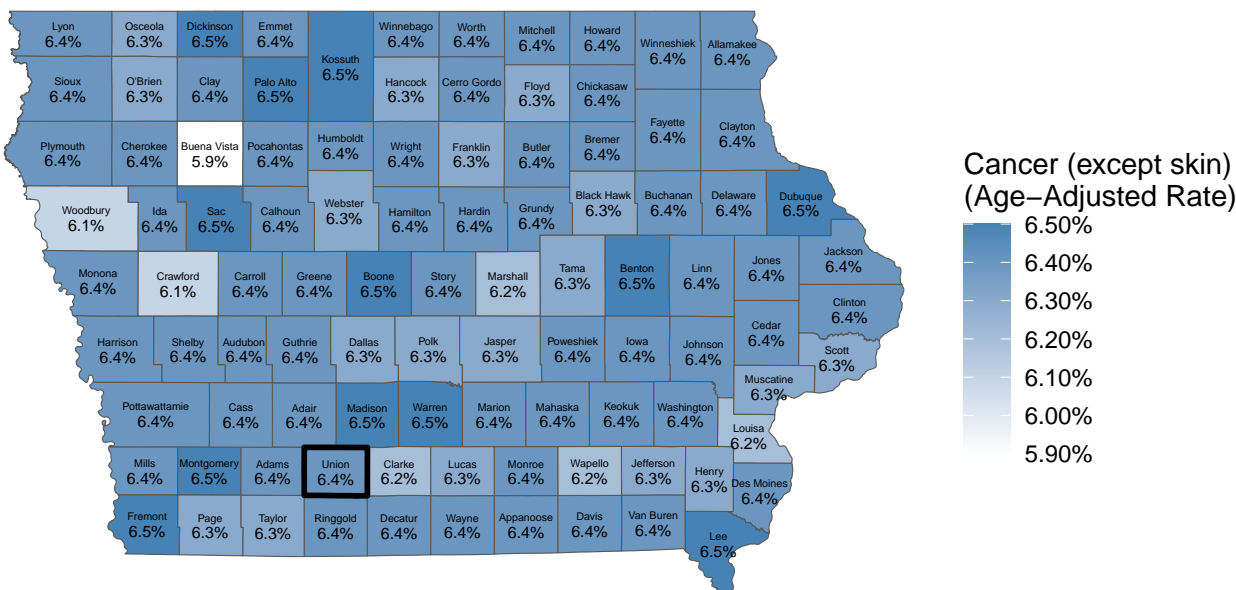 Lyon
6.4%
Osceola
6.3%
Dickinson
6.5%
Emmet
6.4%
Kossuth
6.5%
Winnebago
6.4%
Worth
6.4%
Mitchell
6.4%
Howard
6.4%
Winneshiek
6.4%
Allamakee
6.4%
Sioux
6.4%
O'Brien
6.3%
Clay
6.4%
Palo Alto
6.5%
Hancock
6.3%
Cerro Gordo
6.4%
Floyd
6.3%
Chickasaw
6.4%
Fayette
6.4%
Clayton
6.4%
Plymouth
6.4%
Cherokee
6.4%
Buena Vista
5.9%
Pocahontas
6.4%
Humboldt
6.4%
Wright
6.4%
Franklin
6.3%
Butler
6.4%
Bremer
6.4%
Woodbury
6.1%
Ida
6.4%
Sac
6.5%
Calhoun
6.4%
Webster
6.3%
Hamilton
6.4%
Hardin
6.4%
Grundy
6.4%
Black Hawk
6.3%
Buchanan
6.4%
Delaware
6.4%
Dubuque
6.5%
Monona
6.4%
Crawford
6.1%
Carroll
6.4%
Greene
6.4%
Boone
6.5%
Story
6.4%
Marshall
6.2%
Tama
6.3%
Benton
6.5%
Linn
6.4%
Jones
6.4%
Jackson
6.4%
Clinton
6.4%
Harrison
6.4%
Shelby
6.4%
Audubon
6.4%
Guthrie
6.4%
Dallas
6.3%
Polk
6.3%
Jasper
6.3%
Poweshiek
6.4%
Iowa
6.4%
Johnson
6.4%
Cedar
6.4%
Scott
6.3%
Muscatine
6.3%
Pottawattamie
6.4%
Cass
6.4%
Adair
6.4%
Madison
6.5%
Warren
6.5%
Marion
6.4%
Mahaska
6.4%
Keokuk
6.4%
Washington
6.4%
Louisa
6.2%
Mills
6.4%
Montgomery
6.5%
Adams
6.4%
Union
6.4%
Clarke
6.2%
Lucas
6.3%
Monroe
6.4%
Wapello
6.2%
Jefferson
6.3%
Henry
6.3%
Des Moines
6.4%
Fremont
6.5%
Page
6.3%
Taylor
6.3%
Ringgold
6.4%
Decatur
6.4%
Wayne
6.4%
Appanoose
6.4%
Davis
6.4%
Van Buren
6.4%
Lee
6.5%
Cancer (except skin)
(Age−Adjusted Rate)
6.50%
6.40%
6.30%
6.20%
6.10%
6.00%
5.90%